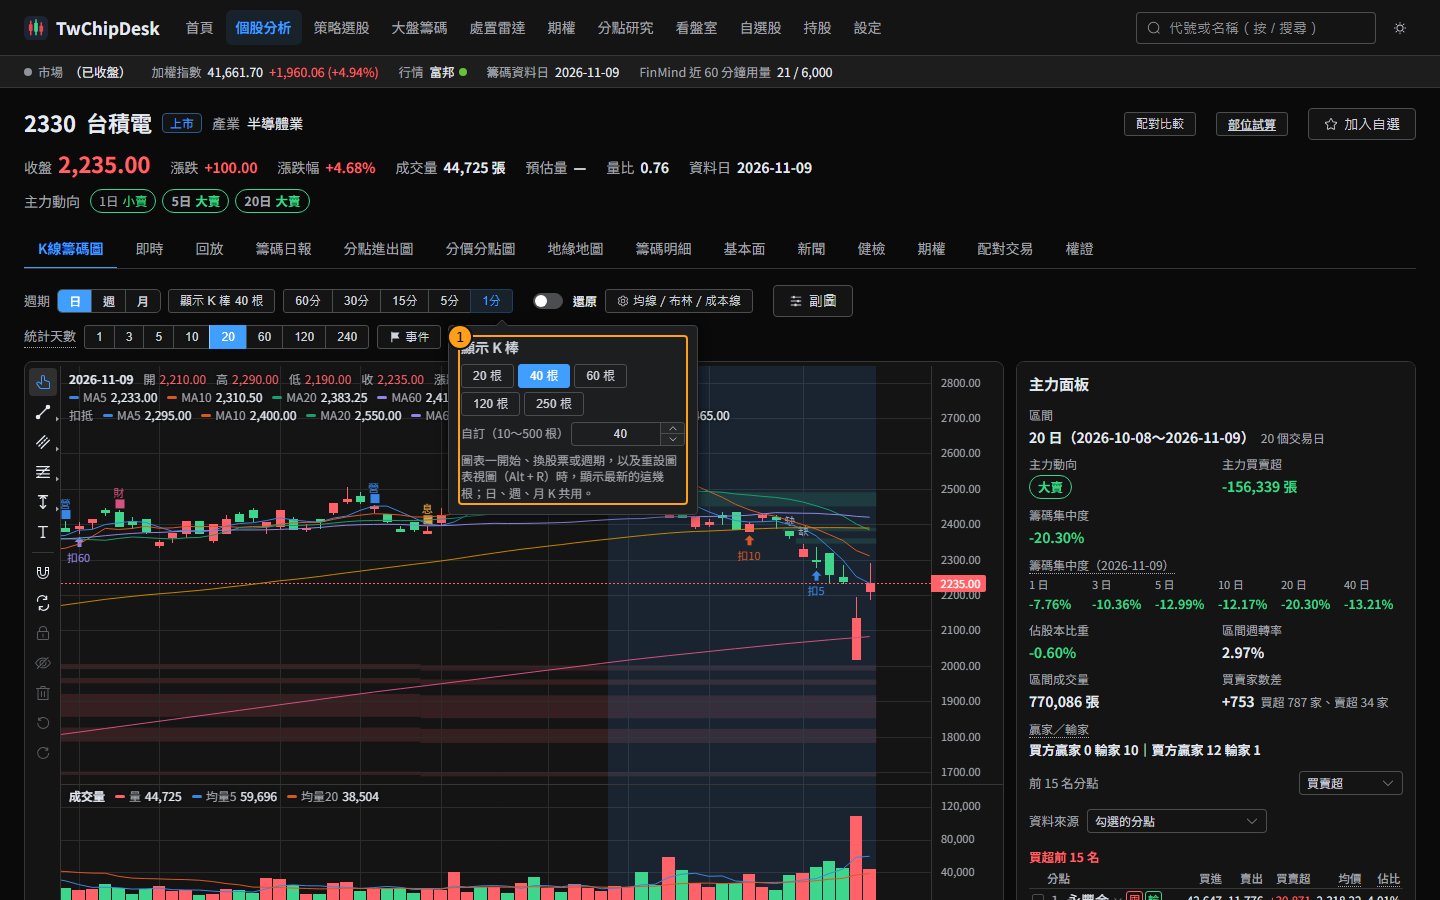 TwChipDesk 首頁 個股分析 策略選股 大盤籌碼 處置雷達 期權 分點研究 看盤室 自選股 持股 設定 代號或名稱（按 / 搜尋）
市場 （已收盤） 加權指數 41,661.70 +1,960.06 (+4.94%) 行情 富邦 籌碼資料日 2026-11-09 FinMind 近 60 分鐘用量 21 / 6,000
2330 台積電 上市 產業 半導體業 配對比較 部位試算 加入自選
收盤 2,235.00 漲跌 +100.00 漲跌幅 +4.68% 成交量 44,725 張 預估量 — 量比 0.76 資料日 2026-11-09
主力動向 1日 小賣 5日 大賣 20日 大賣
K線籌碼圖 即時 回放 籌碼日報 分點進出圖 分價分點圖 地緣地圖 籌碼明細 基本面 新聞 健檢 期權 配對交易 權證
週期 日 週 月 顯示 K 棒 40 根 60分 30分 15分 5分 1分 還原 均線 / 布林 / 成本線 副圖
統計天數 1 3 5 10 20 60 120 240 事件
1
顯示 K 棒
20 根 40 根 60 根
120 根 250 根
自訂（10～500 根） 40
圖表一開始、換股票或週期，以及重設圖
表視圖（Alt + R）時，顯示最新的這幾
根；日、週、月 K 共用。
2026-11-09 開 2,210.00 高 2,290.00 低 2,190.00 收 2,235.00
MA5 2,233.00 MA10 2,310.50 MA20 2,383.25 MA60 2,41
扣抵 MA5 2,295.00 MA10 2,400.00 MA20 2,550.00 65.00
2800.00
2700.00
2600.00
2500.00
2400.00
2300.00
2235.00
2200.00
2100.00
2000.00
1900.00
1800.00
1700.00
營 財 營 息
扣60 扣10 扣5
成交量 量 44,725 均量5 59,696 均量20 38,504
120,000
80,000
40,000
主力面板
區間
20 日（2026-10-08～2026-11-09） 20 個交易日
主力動向 主力買賣超
大賣 -156,339 張
籌碼集中度
-20.30%
籌碼集中度（2026-11-09）
1 日 3 日 5 日 10 日 20 日 40 日
-7.76% -10.36% -12.99% -12.17% -20.30% -13.21%
佔股本比重 區間週轉率
-0.60% 2.97%
區間成交量 買賣家數差
770,086 張 +753 買超 787 家、賣超 34 家
贏家／輸家
買方贏家 0 輸家 10｜賣方贏家 12 輸家 1
前 15 名分點 買賣超
資料來源 勾選的分點
買超前 15 名
分點 買進 賣出 買賣超 均價 佔比